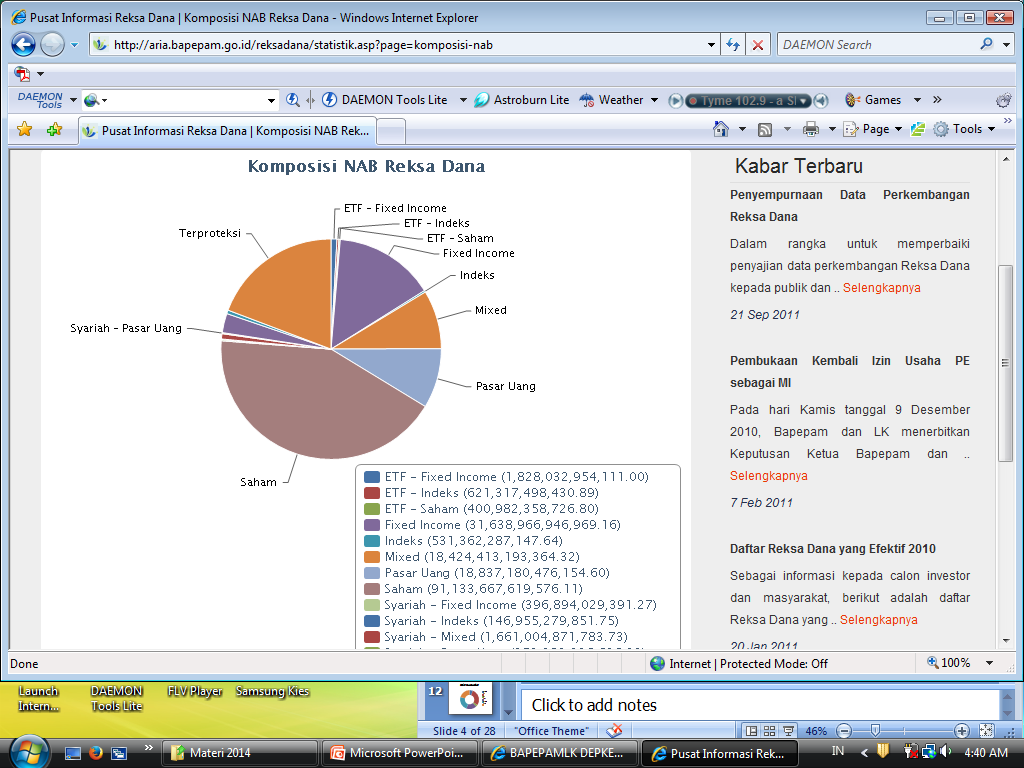 Pusat Informasi Reksa Dana | Komposisi NAB Reksa Dana - Windows Internet Explorer
http://aria.bapepam.go.id/reksadana/statistik.asp?page=komposisi-nab
DAEMON Search
DAEMON Tools
DAEMON Tools Lite
Astroburn Lite
Weather
Tyme 102.9 - a Sl
Games
»
Pusat Informasi Reksa Dana | Komposisi NAB Rek...
Page
Tools
»
Komposisi NAB Reksa Dana
ETF - Fixed Income
ETF - Indeks
ETF - Saham
Fixed Income
Indeks
Mixed
Pasar Uang
Saham
Syariah - Pasar Uang
Terproteksi
ETF - Fixed Income (1,828,032,954,111.00)
ETF - Indeks (621,317,498,430.89)
ETF - Saham (400,982,358,726.80)
Fixed Income (31,638,966,946,969.16)
Indeks (531,362,287,147.64)
Mixed (18,424,413,193,364.32)
Pasar Uang (18,837,180,476,154.60)
Saham (91,133,667,619,576.11)
Syariah - Fixed Income (396,894,029,391.27)
Syariah - Indeks (146,955,279,851.75)
Syariah - Mixed (1,661,004,871,783.73)
Kabar Terbaru
Penyempurnaan Data Perkembangan
Reksa Dana
Dalam rangka untuk memperbaiki
penyajian data perkembangan Reksa Dana
kepada publik dan .. Selengkapnya
21 Sep 2011
Pembukaan Kembali Izin Usaha PE
sebagai MI
Pada hari Kamis tanggal 9 Desember
2010, Bapepam dan LK menerbitkan
Keputusan Ketua Bapepam dan ..
Selengkapnya
7 Feb 2011
Daftar Reksa Dana yang Efektif 2010
Sebagai informasi kepada calon investor
dan masyarakat, berikut adalah daftar
Reksa Dana yang .. Selengkapnya
20 Jan 2011
Done
Internet | Protected Mode: Off
100%
Launch
Intern...
DAEMON
Tools Lite
FLV Player
Samsung Kies
12
Click to add notes
Slide 4 of 28
"Office Theme"
46%
»
Materi 2014
Microsoft PowerPoi...
BAPEPAMLK DEPKE...
Pusat Informasi Rek...
IN
4:40 AM